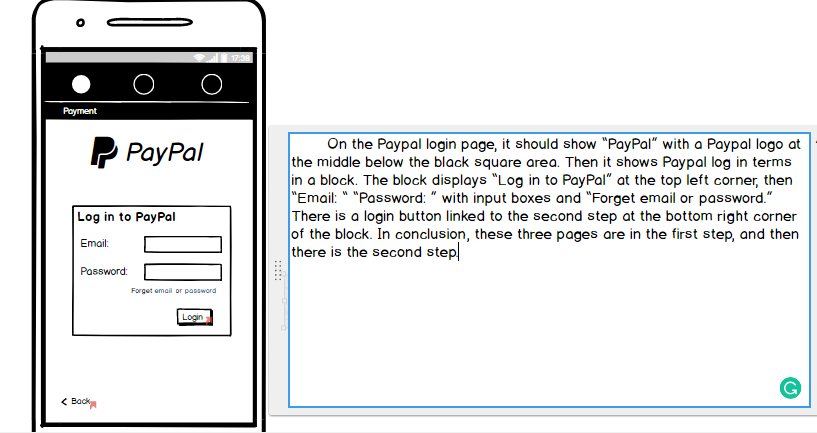 17:38
Payment
PayPal
Log in to PayPal
Email:
Password:
Forget email or password
Login
Back
On the Paypal login page, it should show "PayPal" with a Paypal logo at
the middle below the black square area. Then it shows Paypal log in terms
in a block. The block displays "Log in to PayPal" at the top left corner, then
"Email: " "Password: " with input boxes and "Forget email or password."
There is a login button linked to the second step at the bottom right corner
of the block. In conclusion, these three pages are in the first step, and then
there is the second step.